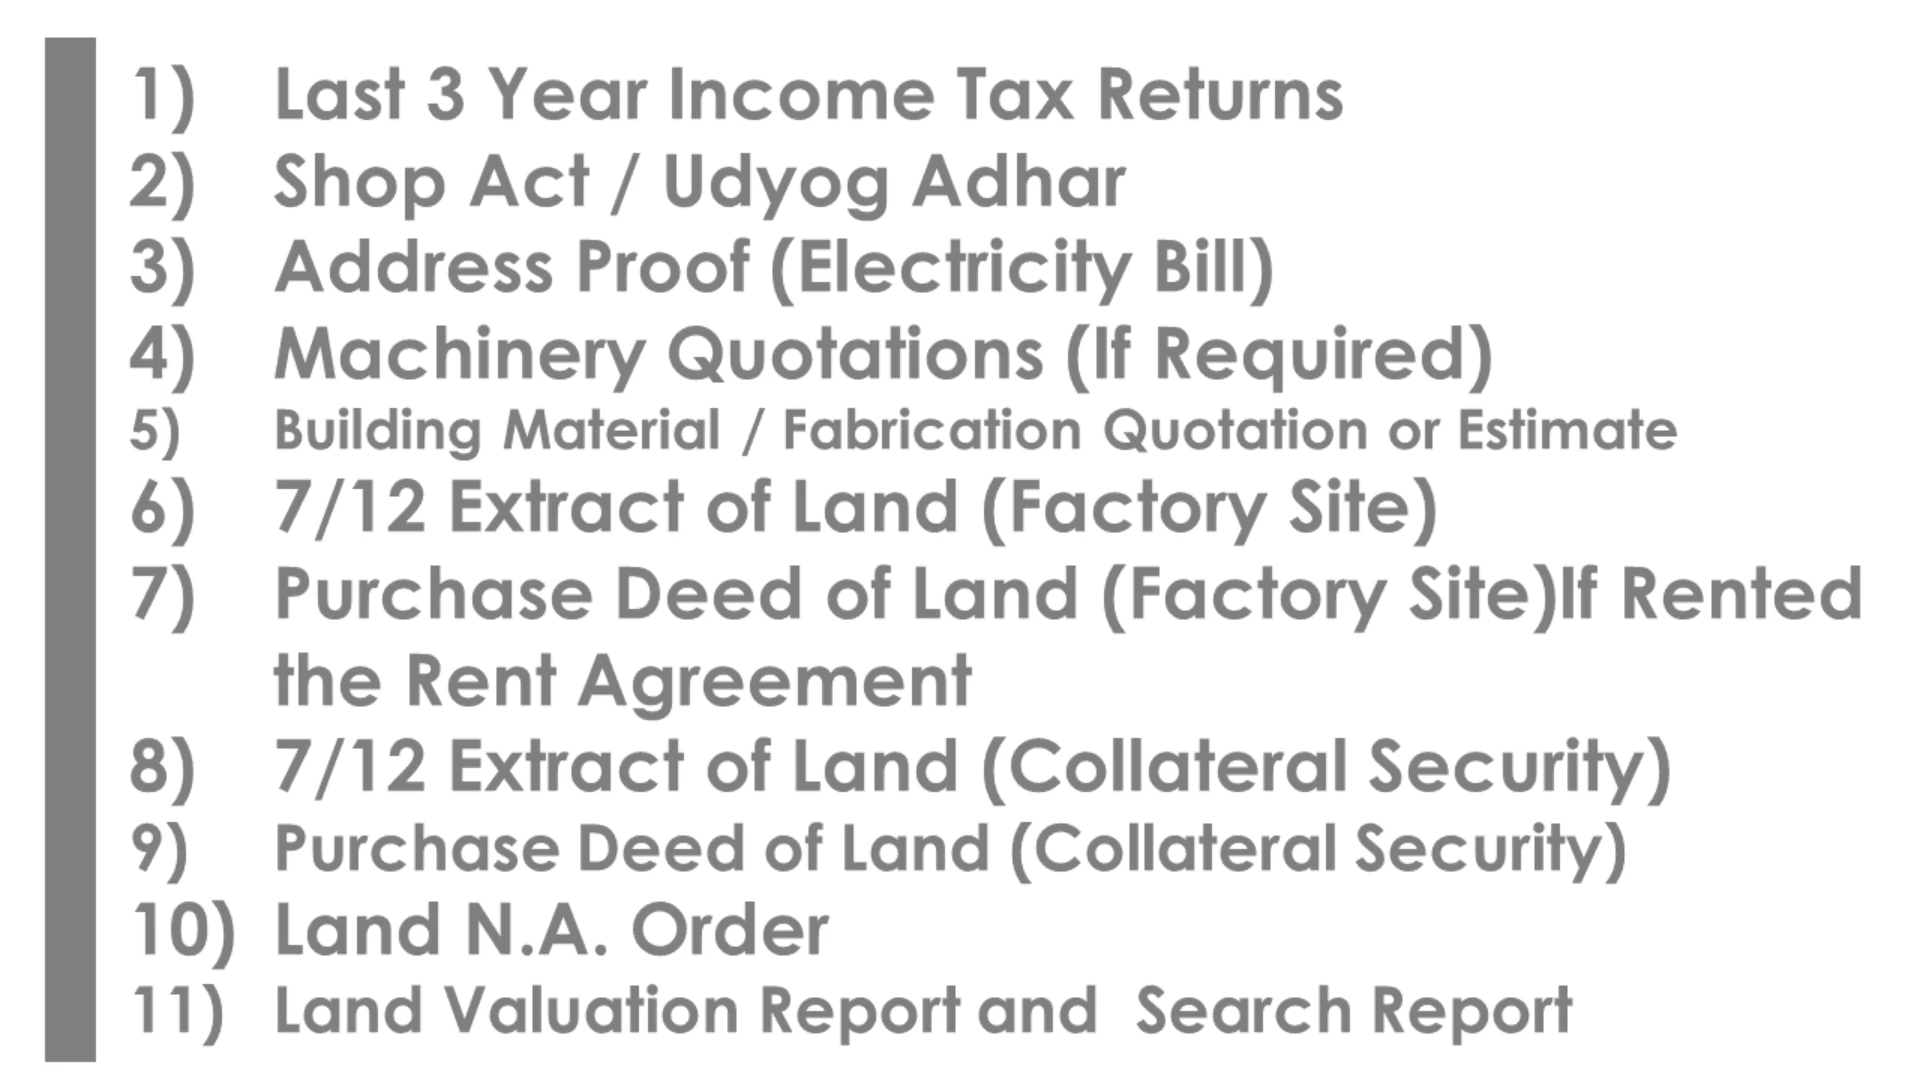 1) Last 3 Year Income Tax Returns
2) Shop Act / Udyog Adhar
3) Address Proof (Electricity Bill)
4) Machinery Quotations (If Required)
5) Building Material / Fabrication Quotation or Estimate
6) 7/12 Extract of Land (Factory Site)
7) Purchase Deed of Land (Factory Site)If Rented
the Rent Agreement
8) 7/12 Extract of Land (Collateral Security)
9) Purchase Deed of Land (Collateral Security)
10) Land N.A. Order
11) Land Valuation Report and Search Report